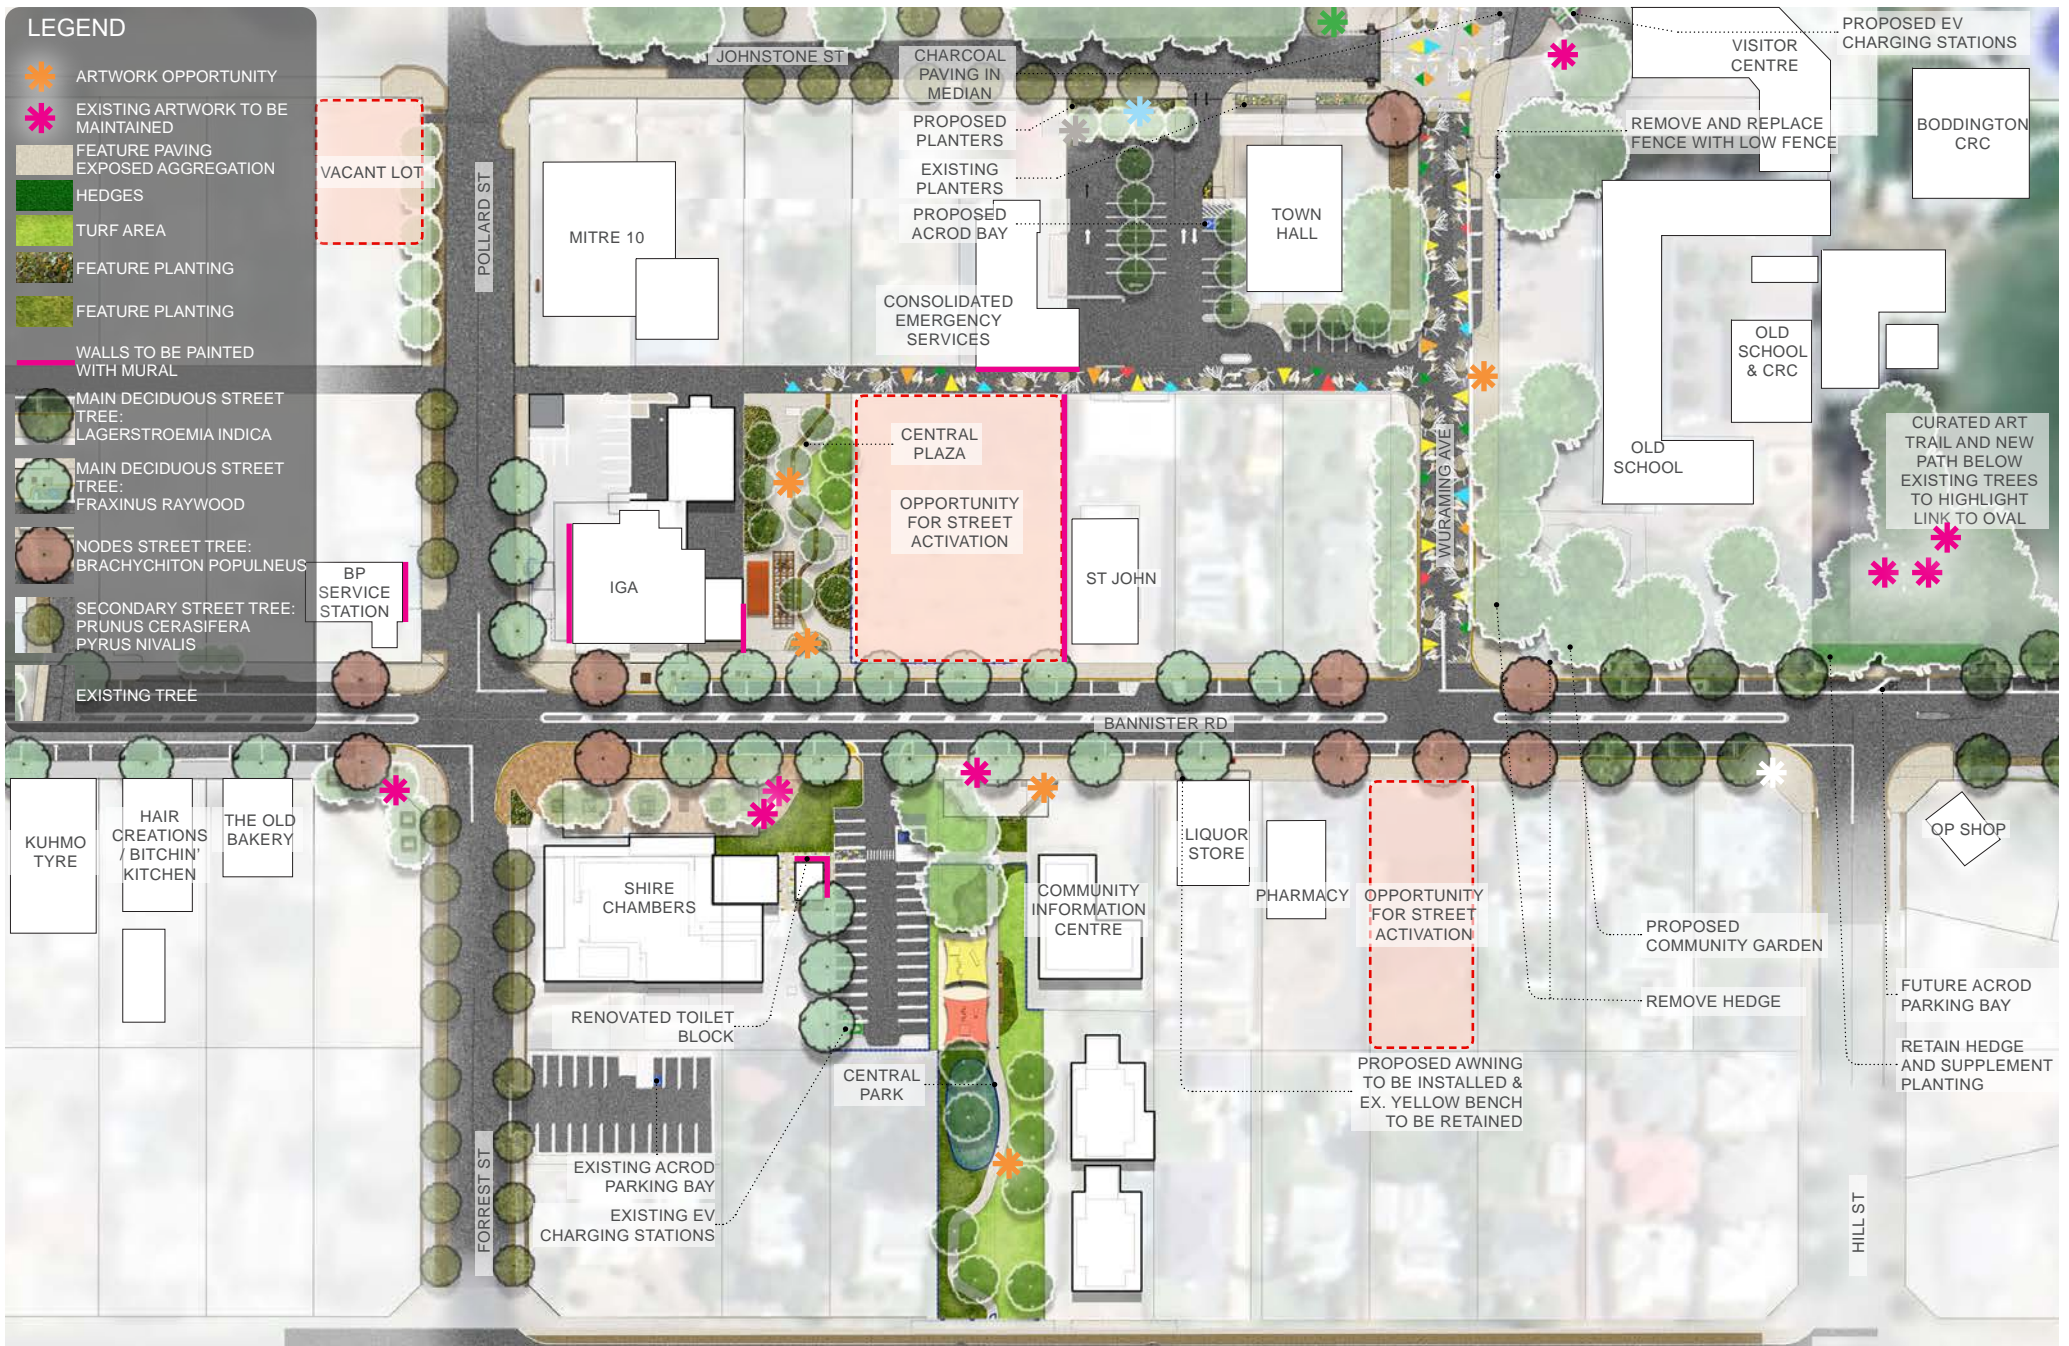 LEGEND
ARTWORK OPPORTUNITY
EXISTING ARTWORK TO BE
MAINTAINED
FEATURE PAVING
EXPOSED AGGREGATION
HEDGES
TURF AREA
FEATURE PLANTING
FEATURE PLANTING
WALLS TO BE PAINTED
WITH MURAL
MAIN DECIDUOUS STREET
TREE:
LAGERSTROEMIA INDICA
MAIN DECIDUOUS STREET
TREE:
FRAXINUS RAYWOOD
NODES STREET TREE:
BRACHYCHITON POPULNEUS
SECONDARY STREET TREE:
PRUNUS CERASIFERA
PYRUS NIVALIS
EXISTING TREE
VACANT LOT
POLLARD ST
JOHNSTONE ST
MITRE 10
CHARCOAL
PAVING IN
MEDIAN
PROPOSED
PLANTERS
EXISTING
PLANTERS
PROPOSED
ACROD BAY
CONSOLIDATED
EMERGENCY
SERVICES
TOWN
HALL
VISITOR
CENTRE
PROPOSED EV
CHARGING STATIONS
REMOVE AND REPLACE
FENCE WITH LOW FENCE
BODDINGTON
CRC
OLD
SCHOOL
& CRC
OLD
SCHOOL
CURATED ART
TRAIL AND NEW
PATH BELOW
EXISTING TREES
TO HIGHLIGHT
LINK TO OVAL
WURAMING AVE
CENTRAL
PLAZA
OPPORTUNITY
FOR STREET
ACTIVATION
ST JOHN
IGA
BP
SERVICE
STATION
BANNISTER RD
KUHMO
TYRE
HAIR
CREATIONS
/ BITCHIN'
KITCHEN
THE OLD
BAKERY
SHIRE
CHAMBERS
COMMUNITY
INFORMATION
CENTRE
LIQUOR
STORE
PHARMACY
OPPORTUNITY
FOR STREET
ACTIVATION
OP SHOP
PROPOSED
COMMUNITY GARDEN
REMOVE HEDGE
FUTURE ACROD
PARKING BAY
RETAIN HEDGE
AND SUPPLEMENT
PLANTING
RENOVATED TOILET
BLOCK
CENTRAL
PARK
PROPOSED AWNING
TO BE INSTALLED &
EX. YELLOW BENCH
TO BE RETAINED
EXISTING ACROD
PARKING BAY
EXISTING EV
CHARGING STATIONS
FORREST ST
HILL ST